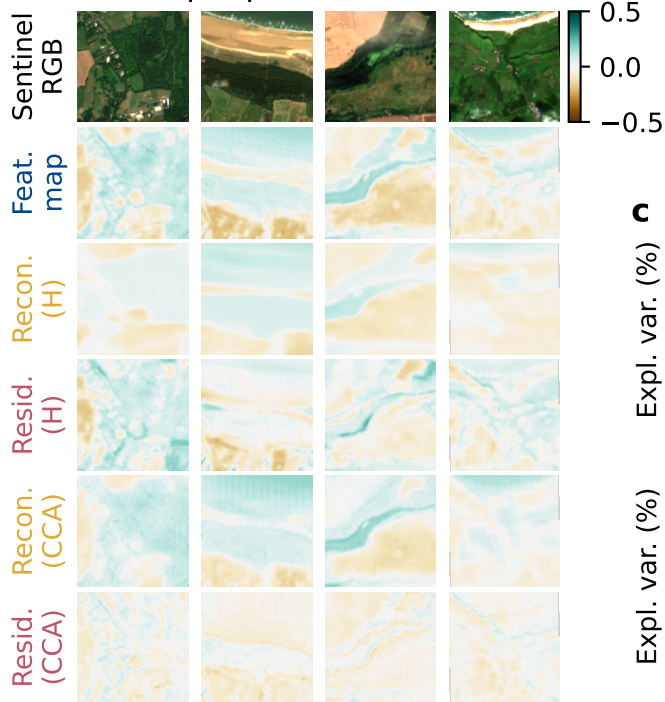 Sentinel
RGB
0.5
0.0
−0.5
Feat.
map
c
Recon.
(H)
Expl. var. (%)
Resid.
(H)
Recon.
(CCA)
Expl. var. (%)
Resid.
(CCA)